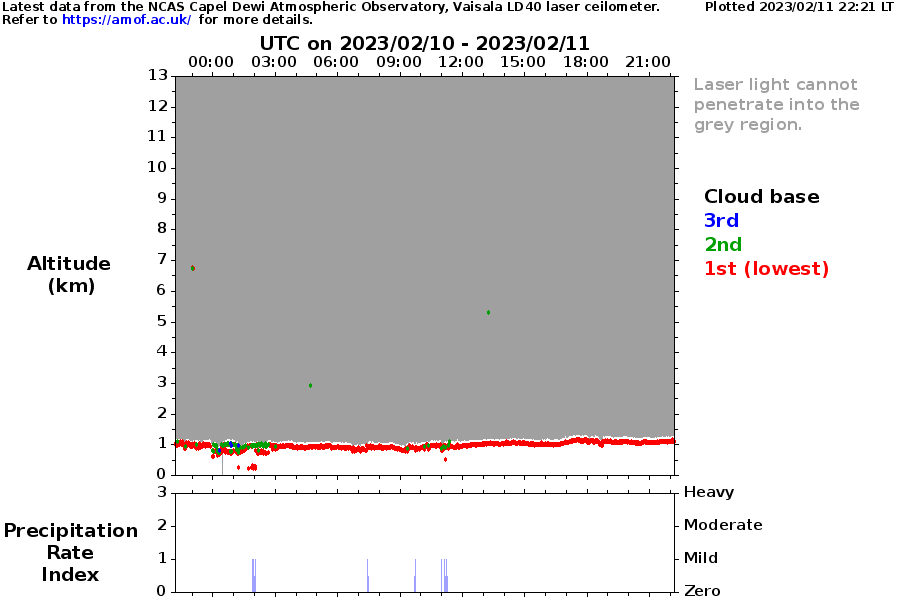 Latest data from the NCAS Capel Dewi Atmospheric Observatory, Vaisala LD40 laser ceilometer. Plotted 2023/02/11 22:21 LT
Refer to https://amof.ac.uk/ for more details.
UTC on 2023/02/10 - 2023/02/11
00:00 03:00 06:00 09:00 12:00 15:00 18:00 21:00
13
12
11
10
9
8
7
6
5
4
3
2
1
0
Altitude
(km)
Laser light cannot
penetrate into the
grey region.
Cloud base
3rd
2nd
1st (lowest)
3 Heavy
2 Moderate
1 Mild
0 Zero
Precipitation
Rate
Index